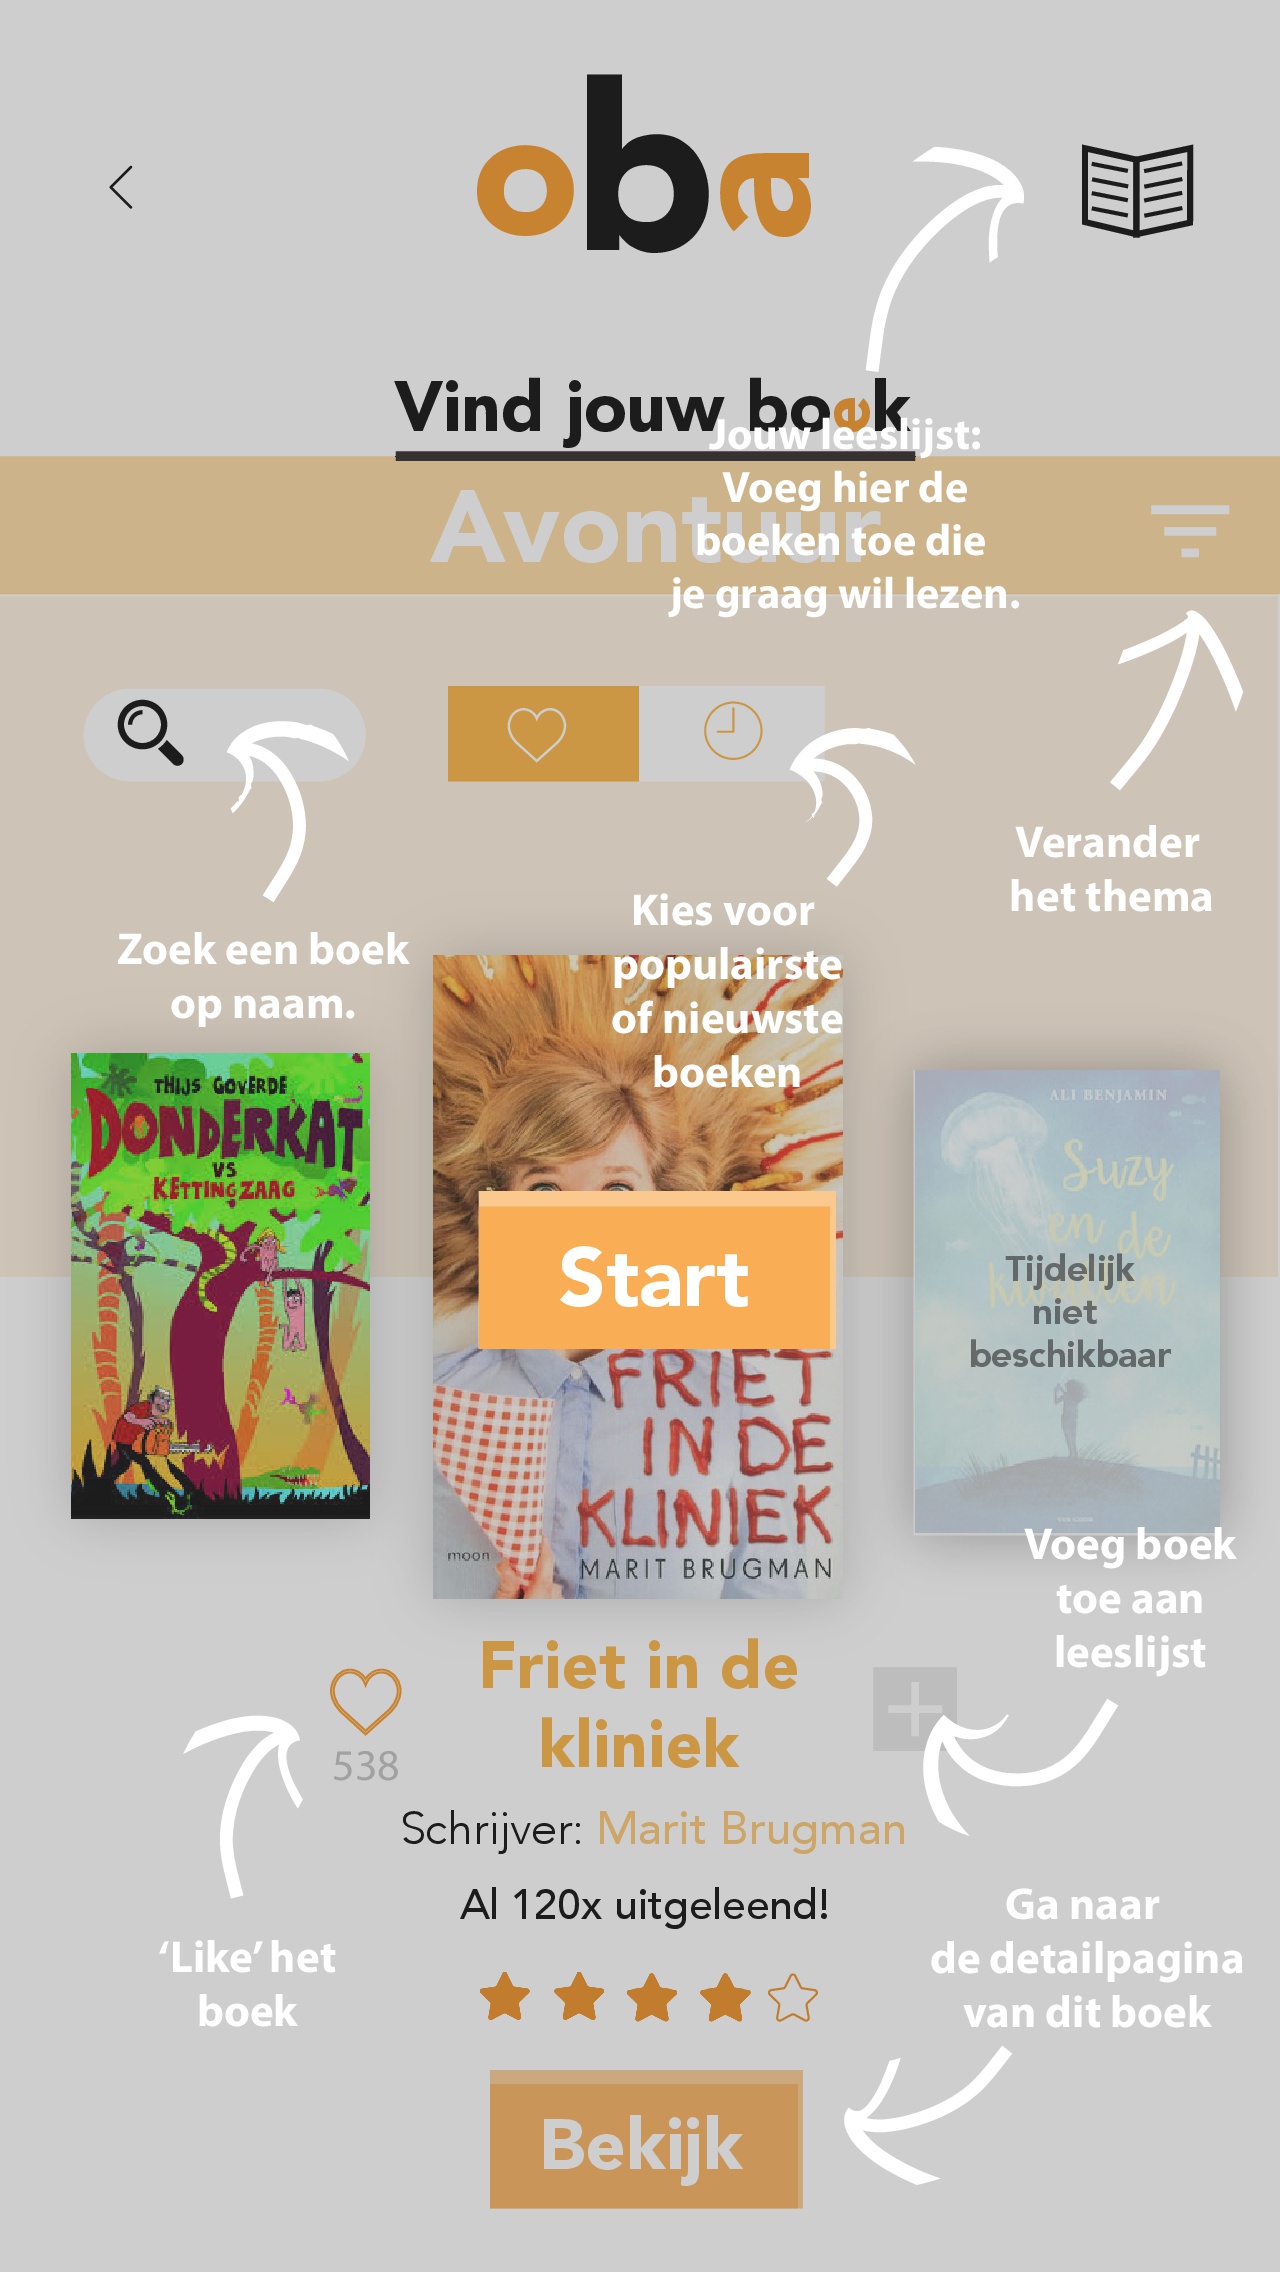 oba
Vind jouw boek
Jouw leeslijst:
Voeg hier de
boeken toe die
je graag wil lezen.
Avontuur
Verander
het thema
Zoek een boek
op naam.
Kies voor
populairste
of nieuwste
boeken
THIJS GOVERDE
DONDERKAT
VS
KETTINGZAAG
Start
FRIET
IN DE
KLINIEK
moon
MARIT BRUGMAN
ALI BENJAMIN
Suzy
en de
Tijdelijk
niet
beschikbaar
Voeg boek
toe aan
leeslijst
538
Friet in de
kliniek
Schrijver: Marit Brugman
Al 120x uitgeleend!
'Like' het
boek
Ga naar
de detailpagina
van dit boek
Bekijk